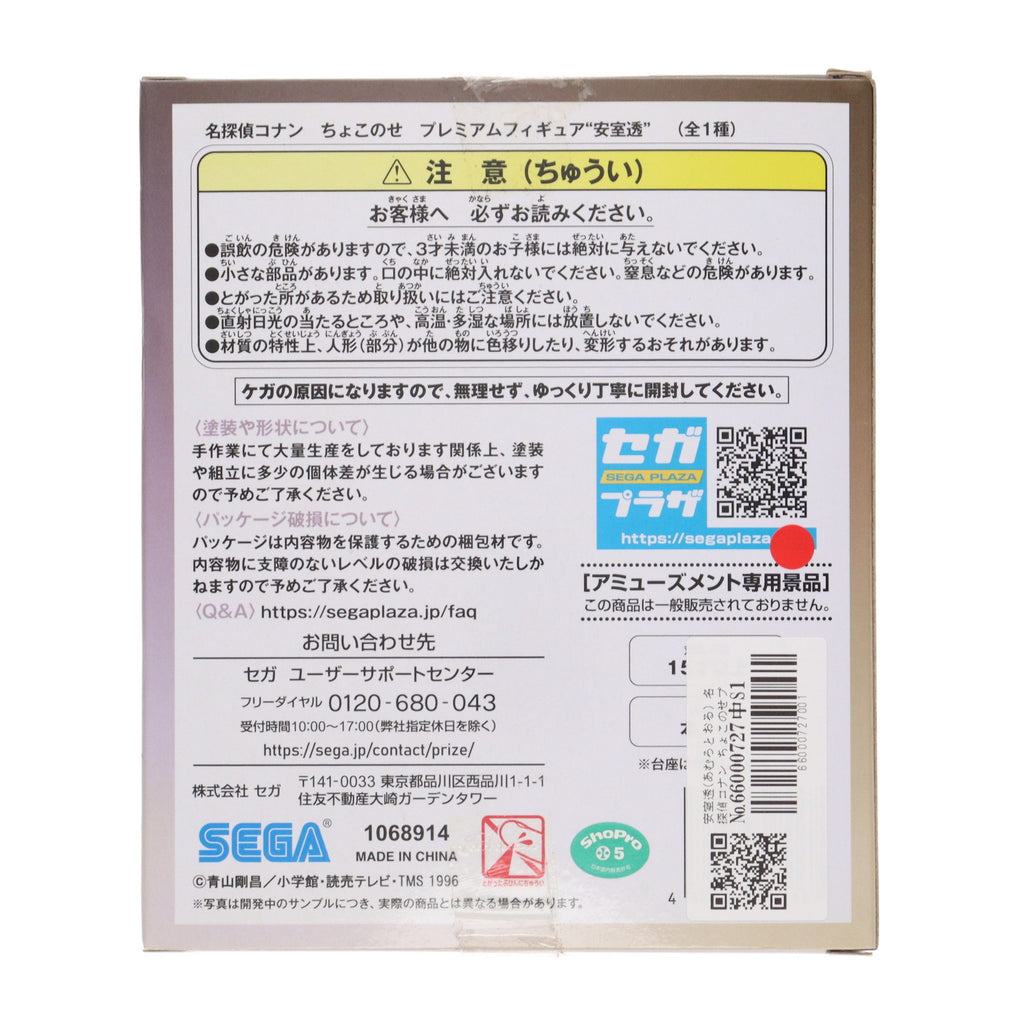 名探偵コナン ちょこのせ プレミアムフィギュア“安室透” (全1種)
⚠ 注 意 (ちゅうい)
お客様へ 必ずお読みください。
●誤飲の危険がありますので、3才未満のお子様には絶対に与えないでください。
●小さな部品があります。口の中に絶対入れないでください。窒息などの危険があります。
●とがった所があるため取り扱いにはご注意ください。
●直射日光の当たるところや、高温・多湿な場所には放置しないでください。
●材質の特性上、人形(部分)が他の物に色移りしたり、変形するおそれがあります。
ケガの原因になりますので、無理せず、ゆっくり丁寧に開封してください。
〈塗装や形状について〉
手作業にて大量生産をしております関係上、塗装
や組立に多少の個体差が生じる場合がございます
ので予めご了承ください。
〈パッケージ破損について〉
パッケージは内容物を保護するための梱包材です。
内容物に支障のないレベルの破損は交換いたしか
ねますので予めご了承ください。
〈Q&A〉https://segaplaza.jp/faq
お問い合わせ先
セガ ユーザーサポートセンター
フリーダイヤル 0120-680-043
受付時間10:00~17:00(弊社指定休日を除く)
https://sega.jp/contact/prize/
株式会社 セガ
〒141-0033 東京都品川区西品川1-1-1
住友不動産大崎ガーデンタワー
SEGA®
1068914
MADE IN CHINA
とがったぶひんにちゅうい
ShoPro
5
©青山剛昌/小学館・読売テレビ・TMS 1996
※写真は開発中のサンプルにつき、実際の商品とは異なる場合があります。
セガ
SEGA PLAZA
プラザ
https://segaplaza
[アミューズメント専用景品]
この商品は一般販売されておりません。
15
※台座は
4
安室透(あむろとおる) 名
探偵コナン ちょこのせプ
No.66000727中S1
66000727001